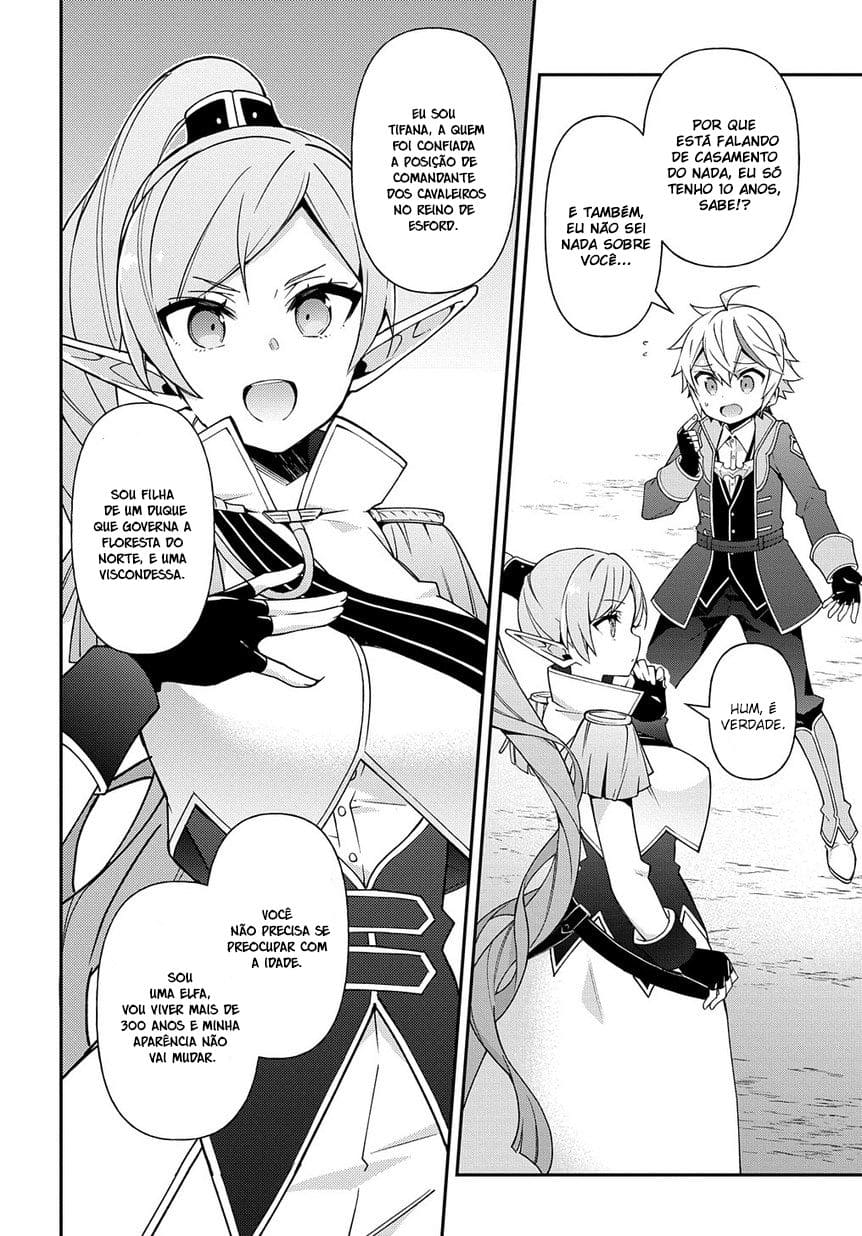 POR QUE
ESTÁ FALANDO
DE CASAMENTO
DO NADA, EU SÓ
TENHO 10 ANOS,
SABE!?
E TAMBÉM,
EU NÃO SEI
NADA SOBRE
VOCÊ...
HUM, É
VERDADE.
EU SOU
TIFANA, A QUEM
FOI CONFIADA
A POSIÇÃO DE
COMANDANTE
DOS CAVALEIROS
NO REINO DE
ESFORD.
SOU FILHA
DE UM DUQUE
QUE GOVERNA A
FLORESTA DO
NORTE, E UMA
VISCONDESSA.
VOCÊ
NÃO PRECISA SE
PREOCUPAR COM
A IDADE.
SOU
UMA ELFA,
VOU VIVER MAIS DE
300 ANOS E MINHA
APARÊNCIA NÃO
VAI MUDAR.